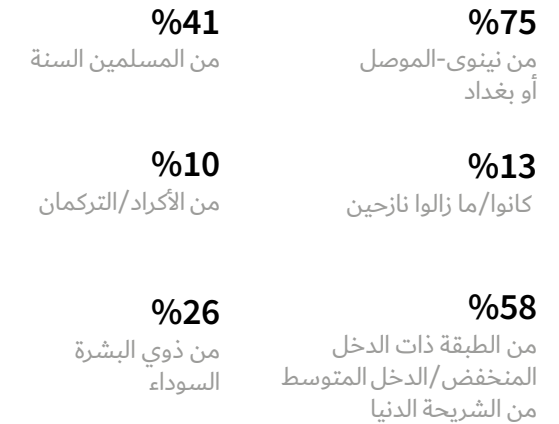 %75
من نينوى-الموصل
أو بغداد
%41
من المسلمين السنة
%13
كانوا/ما زالوا نازحين
%10
من الأكراد/التركمان
%58
من الطبقة ذات الدخل
المنخفض/الدخل المتوسط
من الشريحة الدنيا
%26
من ذوي البشرة
السوداء